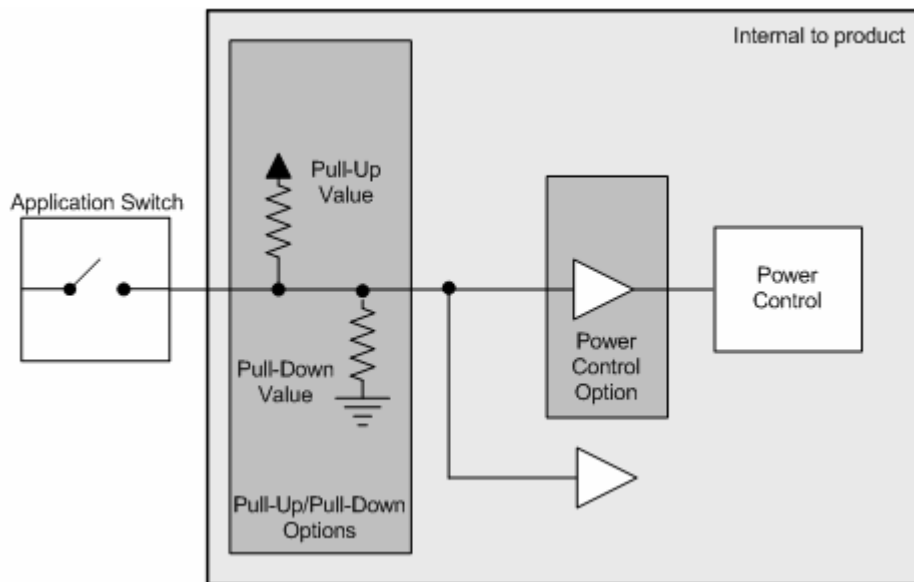 Internal to product
Pull-Up
Value
Application Switch
Power
Control
Power
Control
Option
Pull-Down
Value
Pull-Up/Pull-Down
Options